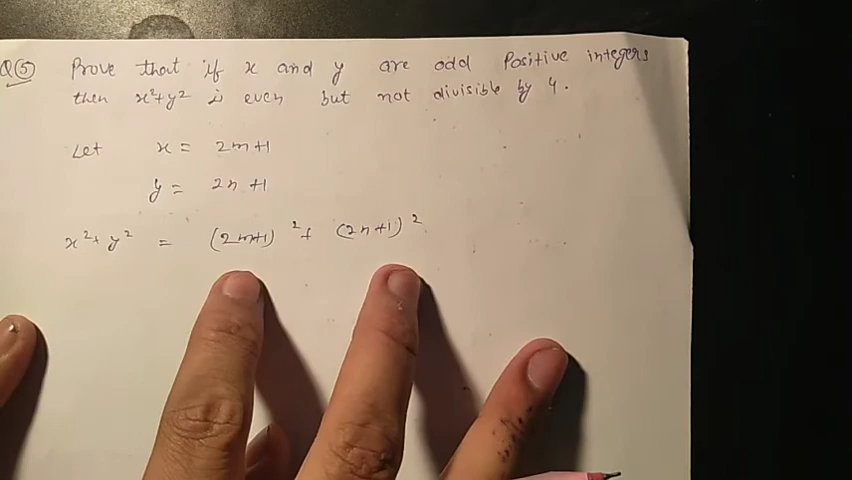 Q⑤ Prove that if x and y are odd Positive integers
then x²+y² is even but not divisible by 4.
Let x = 2m+1
y = 2n+1
x²+y² = (2m+1)²+ (2n+1)²